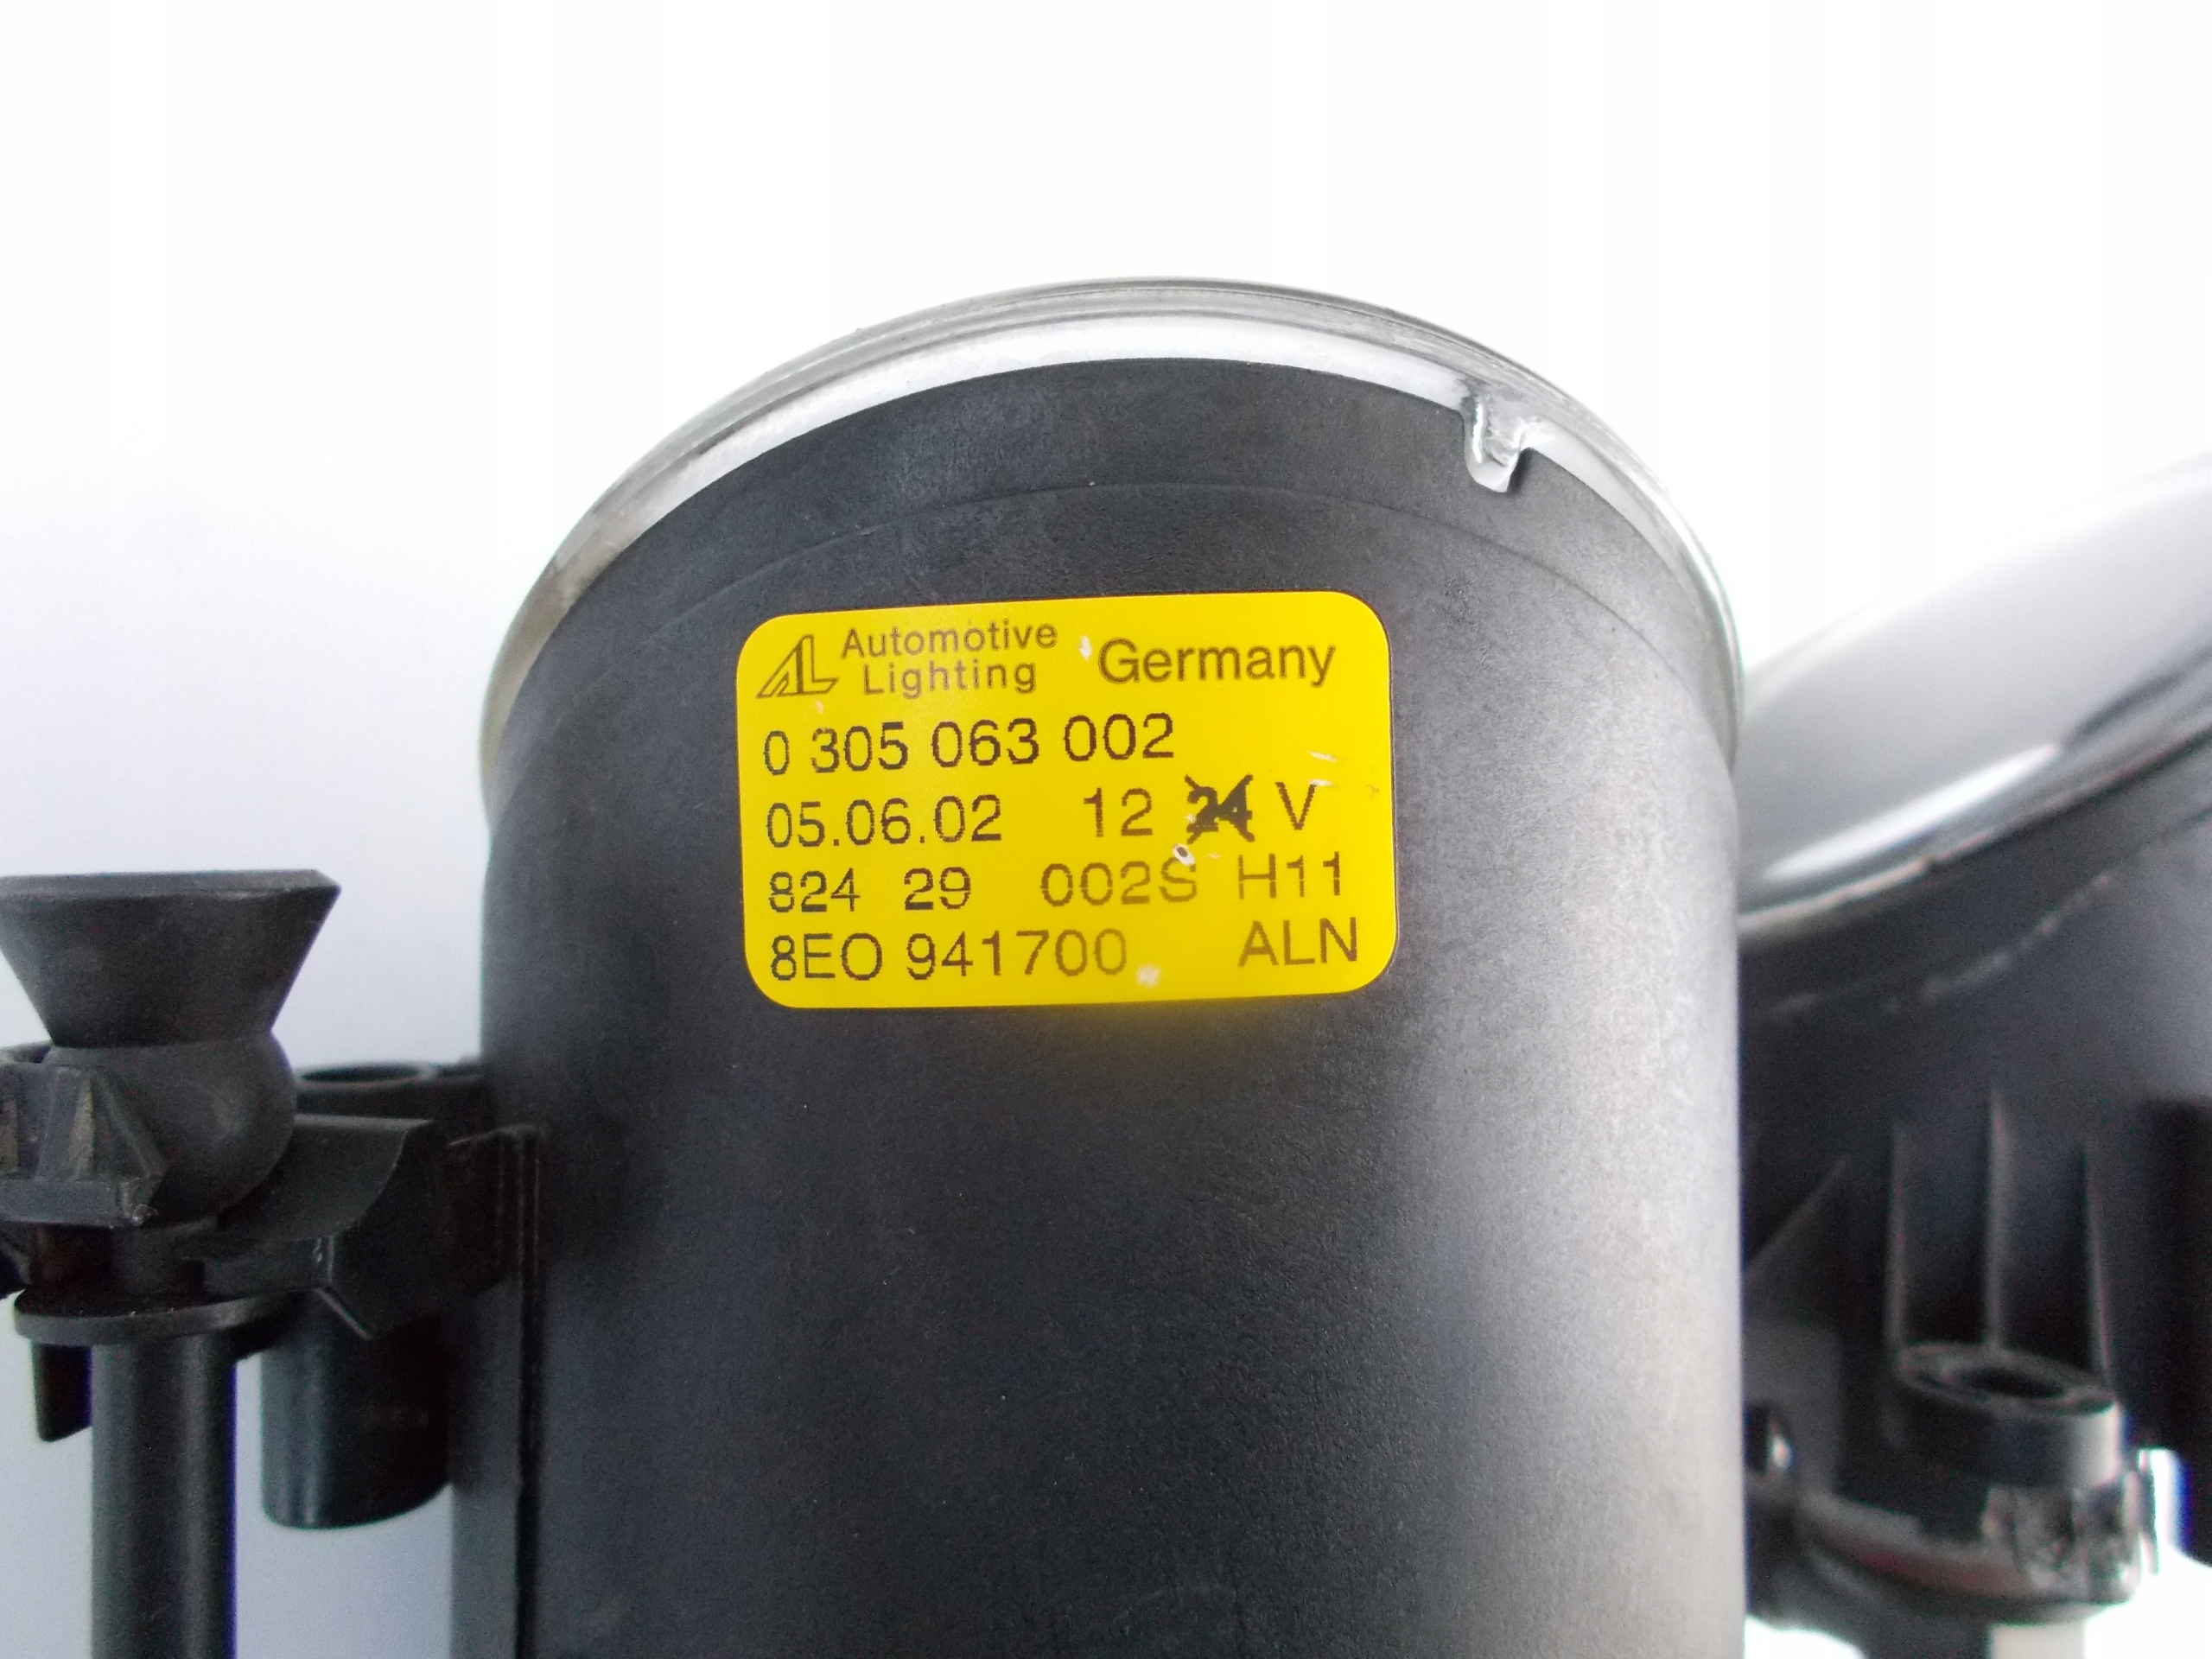 AL Automotive Lighting Germany
0 305 063 002
05.06.02 12 24 V
824 29 002S H11
8EO 941700 ALN